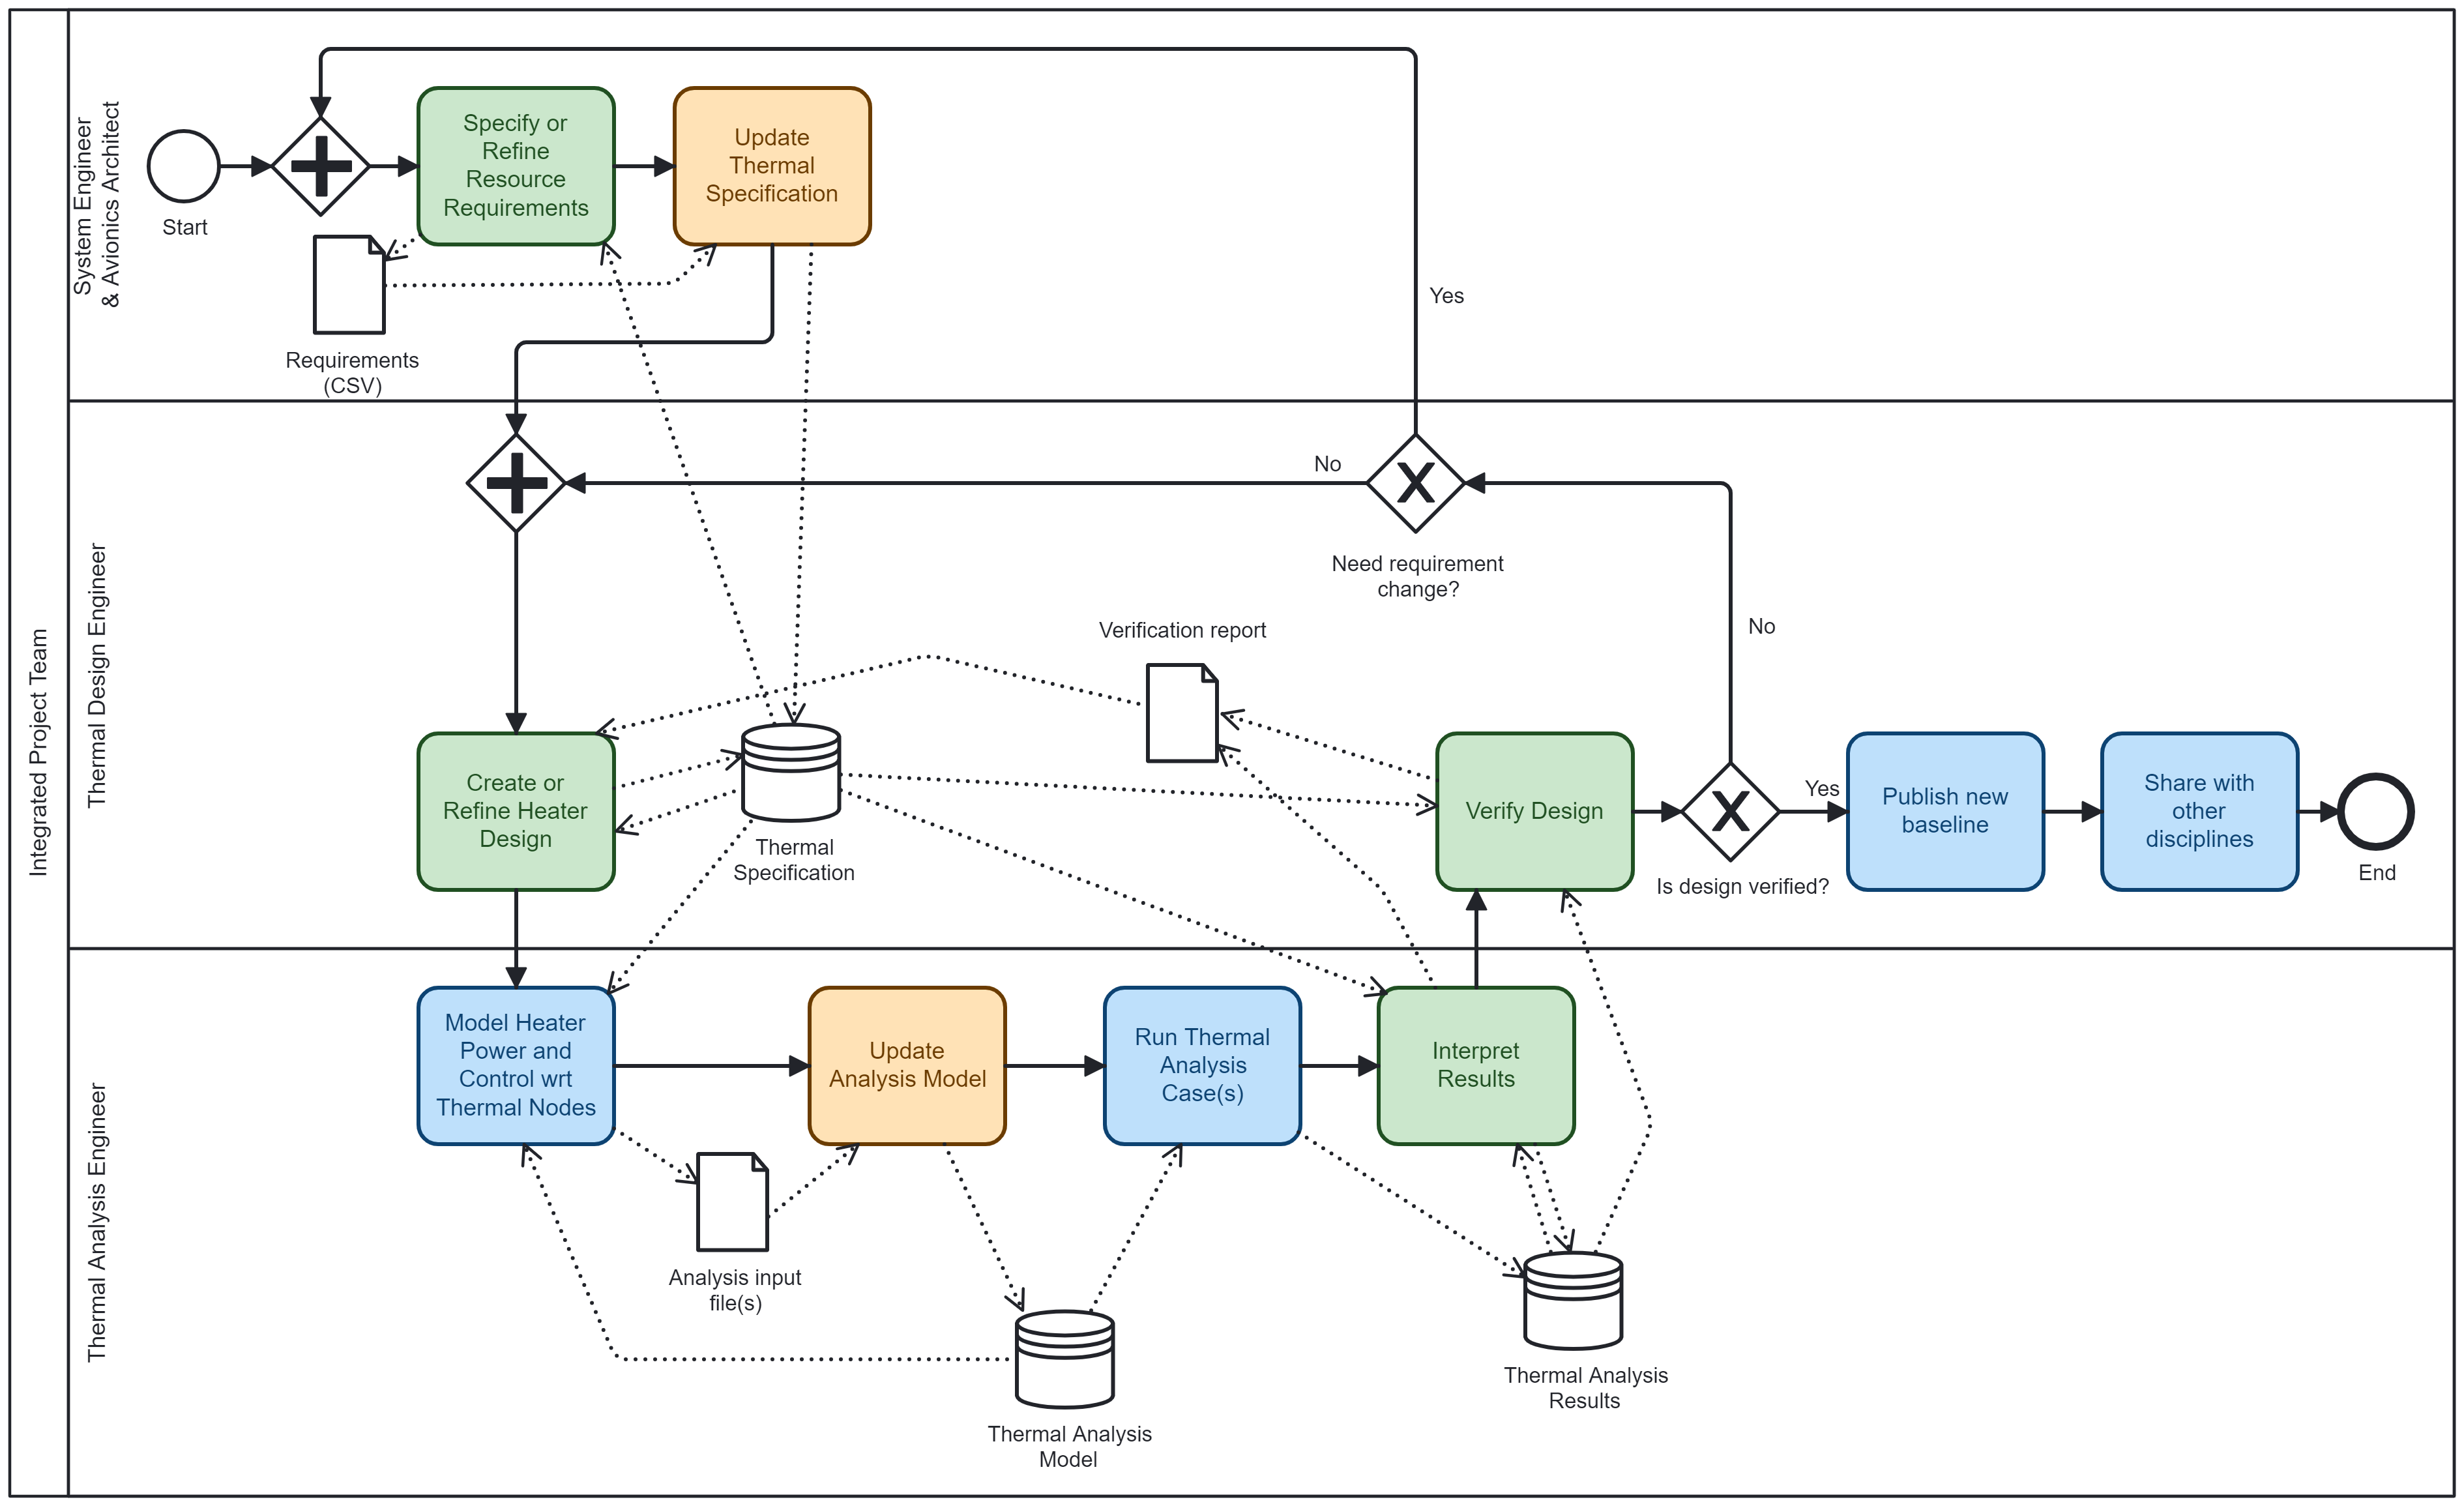 Integrated Project Team
System Engineer
& Avionics Architect
Start
Specify or
Refine
Resource
Requirements
Update
Thermal
Specification
Requirements
(CSV)
Yes
Thermal Design Engineer
No
X
Need requirement
change?
No
Verification report
Create or
Refine Heater
Design
Thermal
Specification
Verify Design
X
Is design verified?
Yes
Publish new
baseline
Share with
other
disciplines
End
Thermal Analysis Engineer
Model Heater
Power and
Control wrt
Thermal Nodes
Update
Analysis Model
Run Thermal
Analysis
Case(s)
Interpret
Results
Analysis input
file(s)
Thermal Analysis
Model
Thermal Analysis
Results